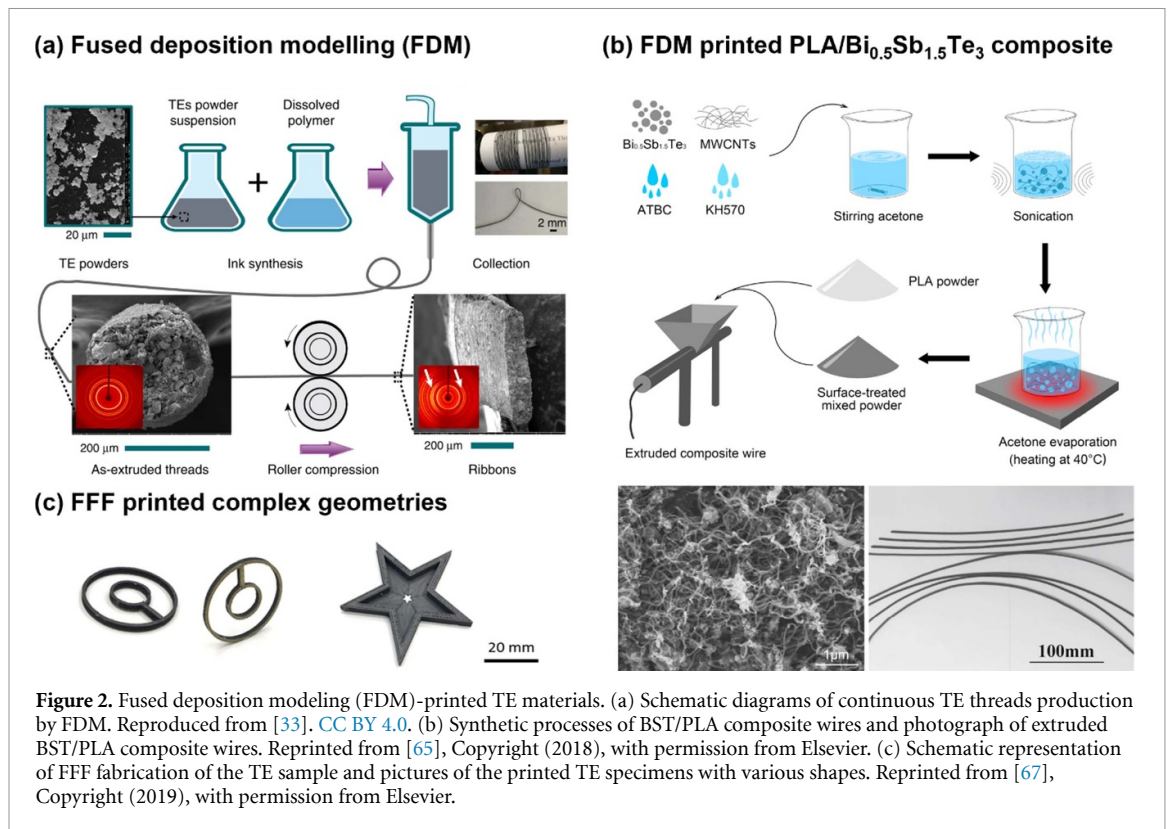 (a) Fused deposition modelling (FDM)
TEs powder
suspension
Dissolved
polymer
+
2 mm
20 μm
TE powders
Ink synthesis
Collection
200 μm
As-extruded threads
Roller compression
200 μm
Ribbons
(b) FDM printed PLA/Bi0.5Sb1.5Te3 composite
Bi0.5Sb1.5Te3
MWCNTs
ATBC
KH570
Stirring acetone
Sonication
PLA powder
Surface-treated
mixed powder
Extruded composite wire
Acetone evaporation
(heating at 40°C)
1μm
100mm
(c) FFF printed complex geometries
20 mm
Figure 2. Fused deposition modeling (FDM)-printed TE materials. (a) Schematic diagrams of continuous TE threads production
by FDM. Reproduced from [33]. CC BY 4.0. (b) Synthetic processes of BST/PLA composite wires and photograph of extruded
BST/PLA composite wires. Reprinted from [65], Copyright (2018), with permission from Elsevier. (c) Schematic representation
of FFF fabrication of the TE sample and pictures of the printed TE specimens with various shapes. Reprinted from [67],
Copyright (2019), with permission from Elsevier.